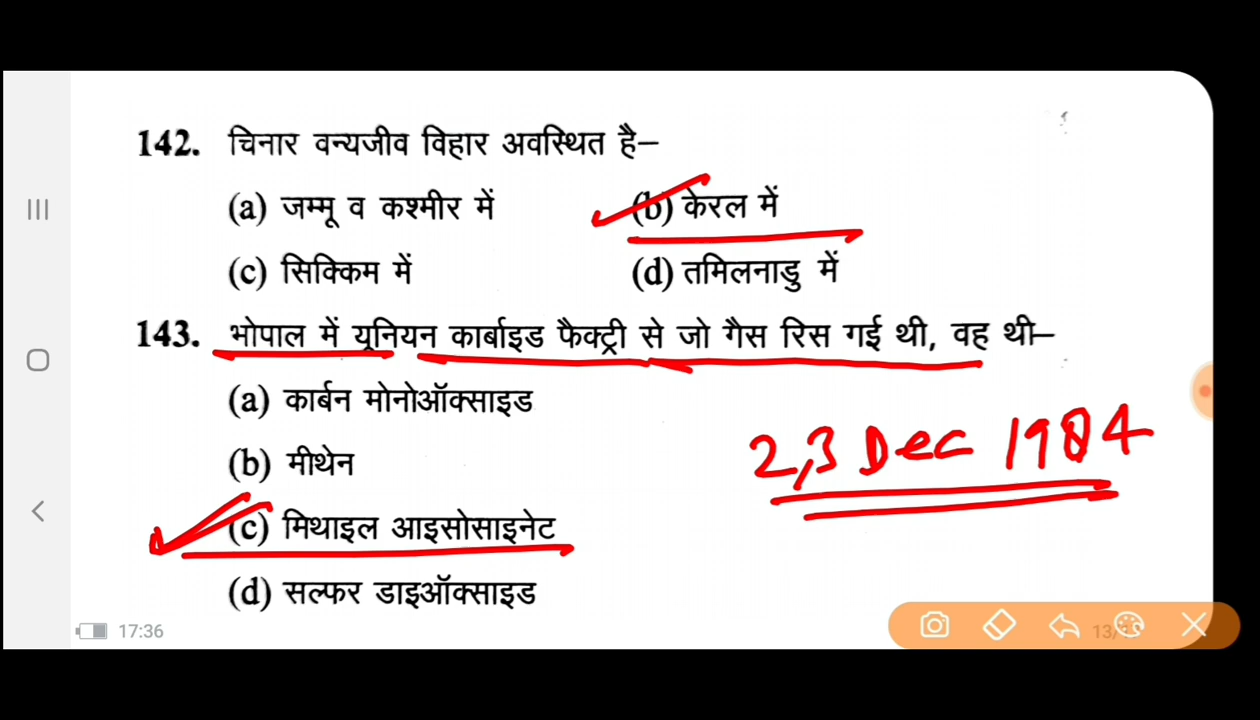 142. चिनार वन्यजीव विहार अवस्थित है–
(a) जम्मू व कश्मीर में (b) केरल में
(c) सिक्किम में (d) तमिलनाडु में
143. भोपाल में यूनियन कार्बाइड फैक्ट्री से जो गैस रिस गई थी, वह थी–
(a) कार्बन मोनोऑक्साइड
2,3 Dec 1984
(b) मीथेन
(c) मिथाइल आइसोसाइनेट
(d) सल्फर डाइऑक्साइड
17:36